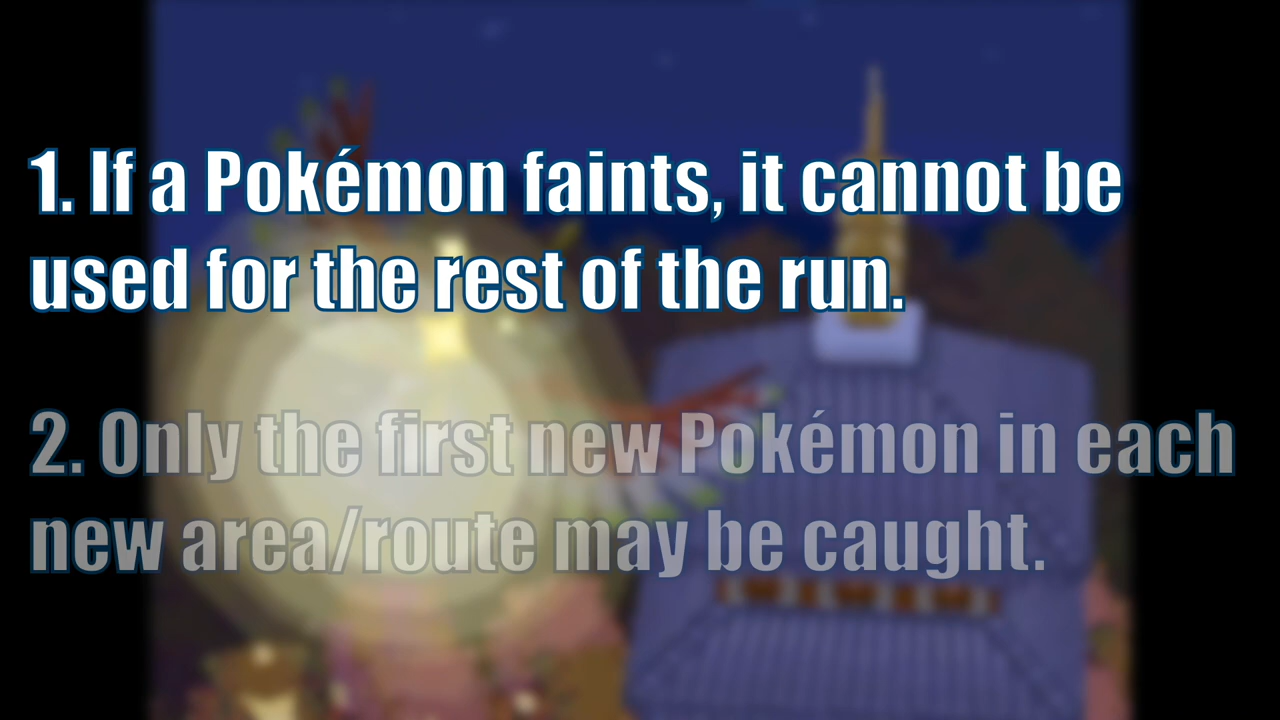 1. If a Pokémon faints, it cannot be
used for the rest of the run.
2. Only the first new Pokémon in each
new area/route may be caught.